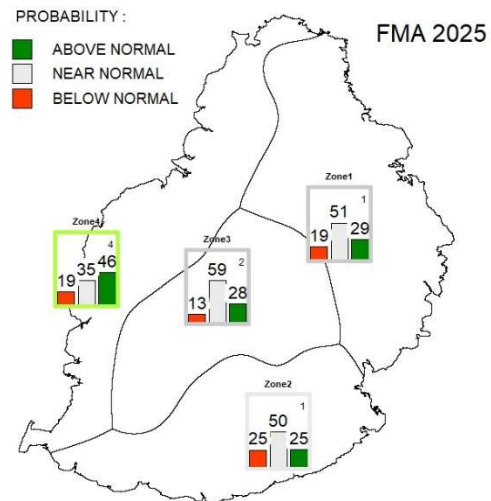 PROBABILITY :
FMA 2025
ABOVE NORMAL
NEAR NORMAL
BELOW NORMAL
Zone1
1
19 51 29
Zone4
4
19 35 46
Zone3
2
13 59 28
Zone2
1
25 50 25